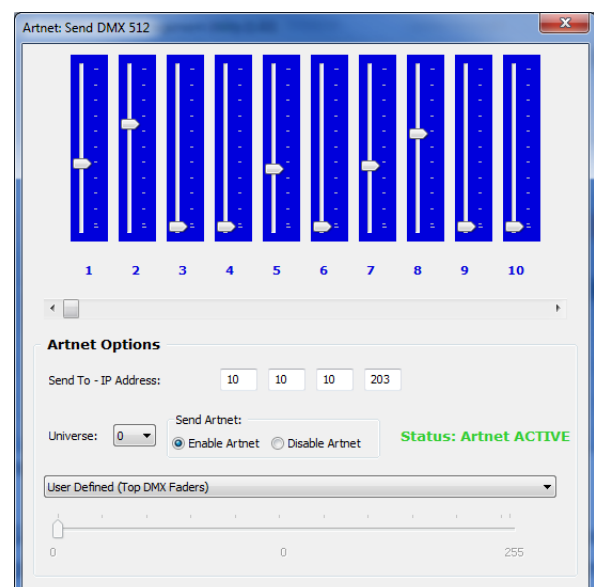 Artnet: Send DMX 512
1 2 3 4 5 6 7 8 9 10
Artnet Options
Send To - IP Address: 10 10 10 203
Send Artnet:
Universe: 0 Enable Artnet Disable Artnet Status: Artnet ACTIVE
User Defined (Top DMX Faders)
0 0 255